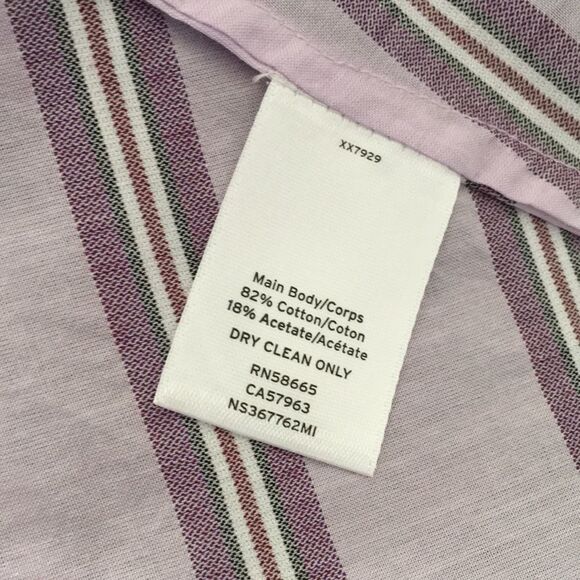 XX7929
Main Body/Corps
82% Cotton/Coton
18% Acetate/Acétate
DRY CLEAN ONLY
RN58665
CA57963
NS367762MI